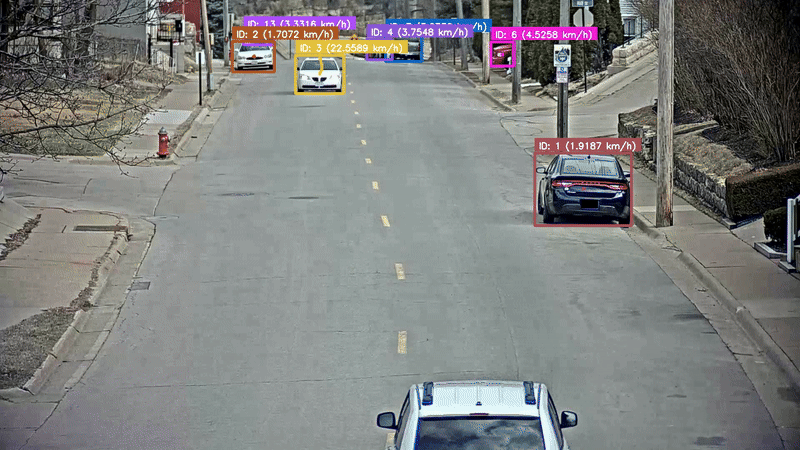 ID: 13 (3.3316 km/h)
ID: 2 (1.7072 km/h)
ID: 4 (3.7548 km/h)
km/h)
ID: 6 (4.5258 km/h)
ID: 3 (22.5589 km/h)
ID: 1 (1.9187 km/h)